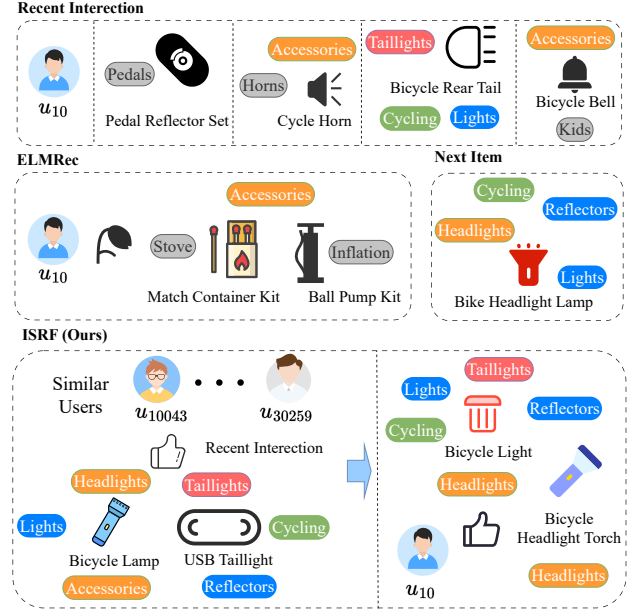 Recent Interection
u10
Pedals
Pedal Reflector Set
Accessories
Horns
Cycle Horn
Taillights
Bicycle Rear Tail
Cycling
Lights
Accessories
Bicycle Bell
Kids
ELMRec
u10
Accessories
Stove
Match Container Kit
Inflation
Ball Pump Kit
Next Item
Cycling
Reflectors
Headlights
Lights
Bike Headlight Lamp
ISRF (Ours)
Similar
Users
u10043
u30259
Recent Interection
Headlights
Taillights
Lights
Cycling
Bicycle Lamp
USB Taillight
Accessories
Reflectors
Taillights
Lights
Reflectors
Cycling
Bicycle Light
Headlights
Bicycle
Headlight Torch
u10
Headlights